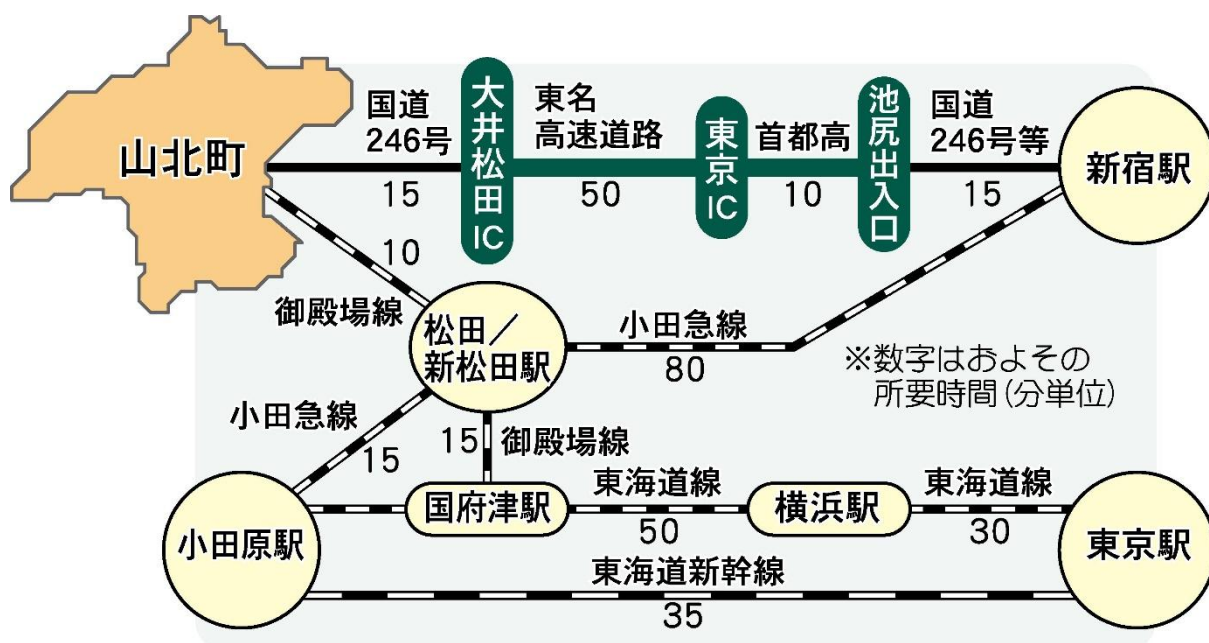 山北町
国道
246号
15
大井松田IC
東名
高速道路
50
東京IC
首都高
10
池尻出入口
国道
246号等
15
新宿駅
10
御殿場線
松田／
新松田駅
小田急線
80
※数字はおよその
所要時間(分単位)
小田急線
15
15
御殿場線
小田原駅
国府津駅
東海道線
50
横浜駅
東海道線
30
東京駅
東海道新幹線
35